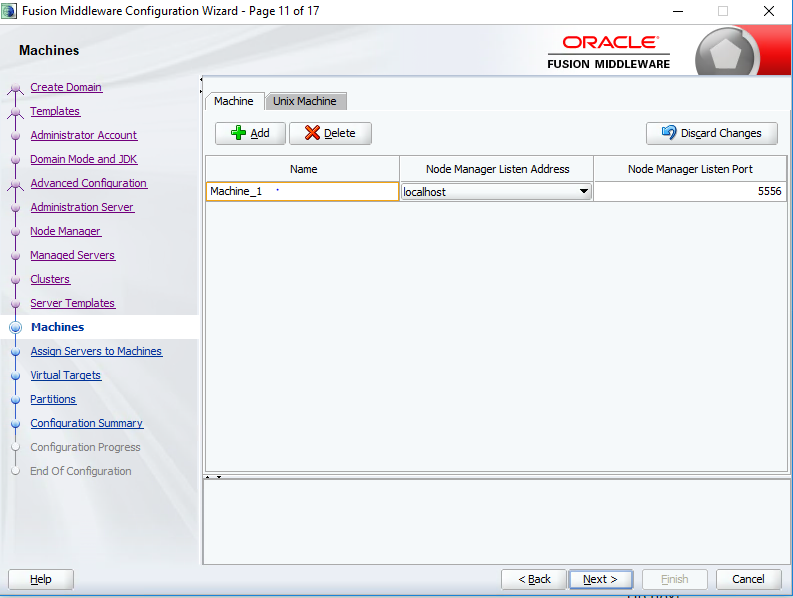 Fusion Middleware Configuration Wizard - Page 11 of 17
Machines
ORACLE
FUSION MIDDLEWARE
Create Domain
Templates
Administrator Account
Domain Mode and JDK
Advanced Configuration
Administration Server
Node Manager
Managed Servers
Clusters
Server Templates
Machines
Assign Servers to Machines
Virtual Targets
Partitions
Configuration Summary
Configuration Progress
End Of Configuration
Machine Unix Machine
Add Delete Discard Changes
Name Node Manager Listen Address Node Manager Listen Port
Machine_1 localhost 5556
Help < Back Next > Finish Cancel